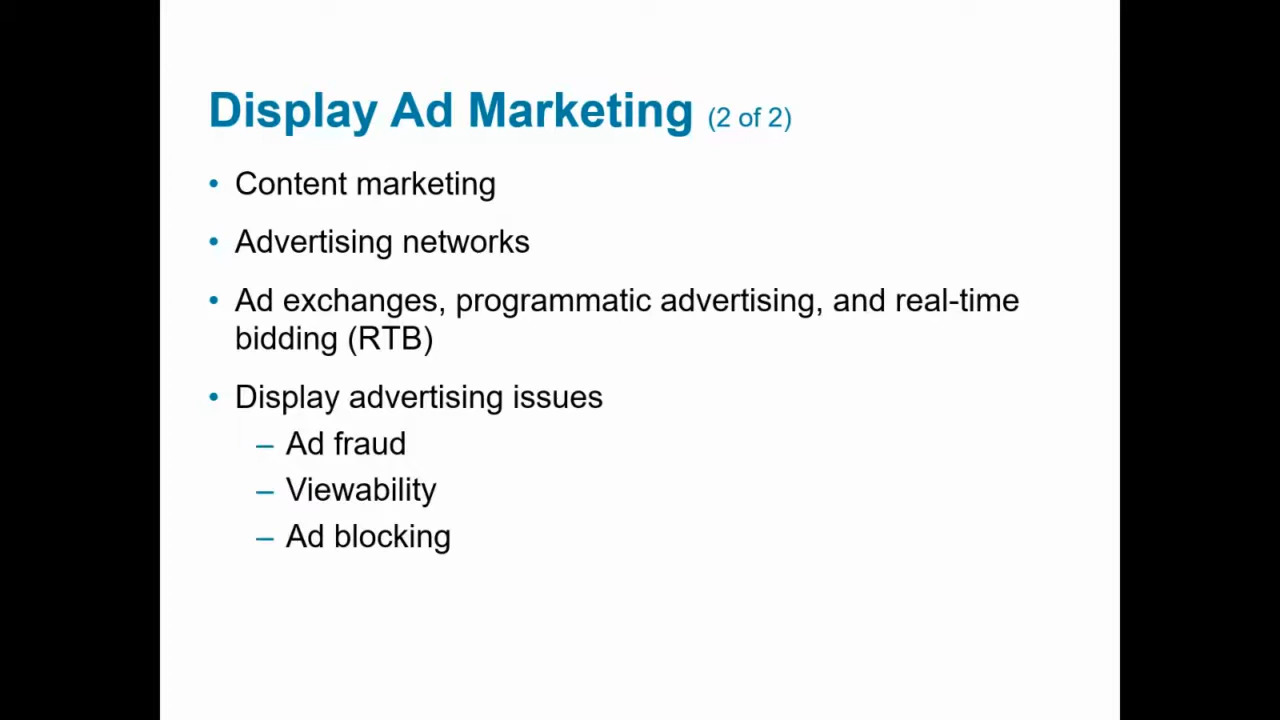 Display Ad Marketing (2 of 2)
• Content marketing
• Advertising networks
• Ad exchanges, programmatic advertising, and real-time
bidding (RTB)
• Display advertising issues
– Ad fraud
– Viewability
– Ad blocking